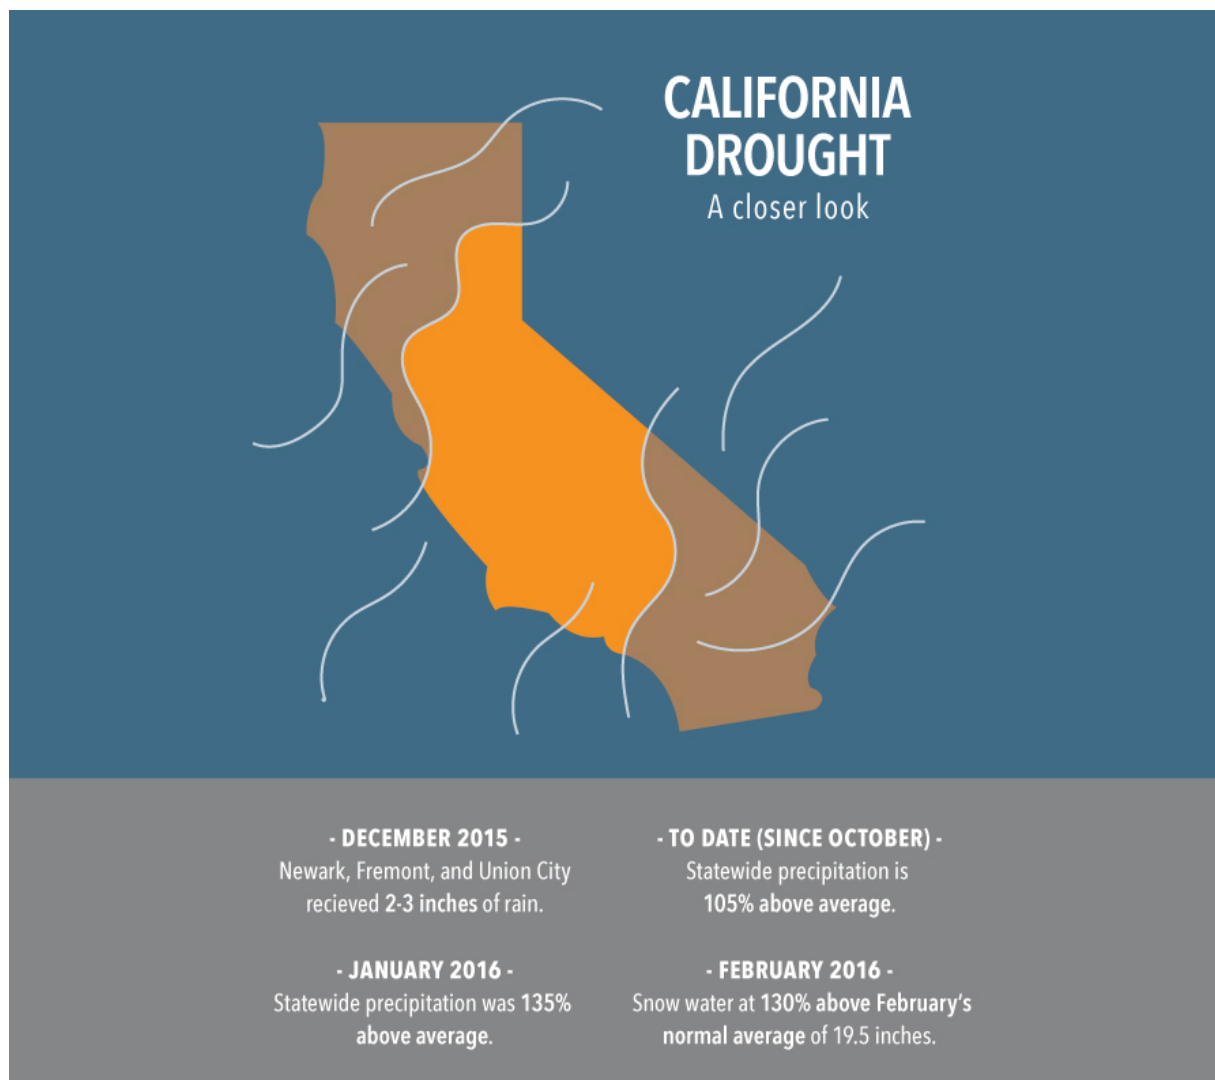 CALIFORNIA
DROUGHT
A closer look
- DECEMBER 2015 -
Newark, Fremont, and Union City
recieved 2-3 inches of rain.
- TO DATE (SINCE OCTOBER) -
Statewide precipitation is
105% above average.
- JANUARY 2016 -
Statewide precipitation was 135%
above average.
- FEBRUARY 2016 -
Snow water at 130% above February’s
normal average of 19.5 inches.